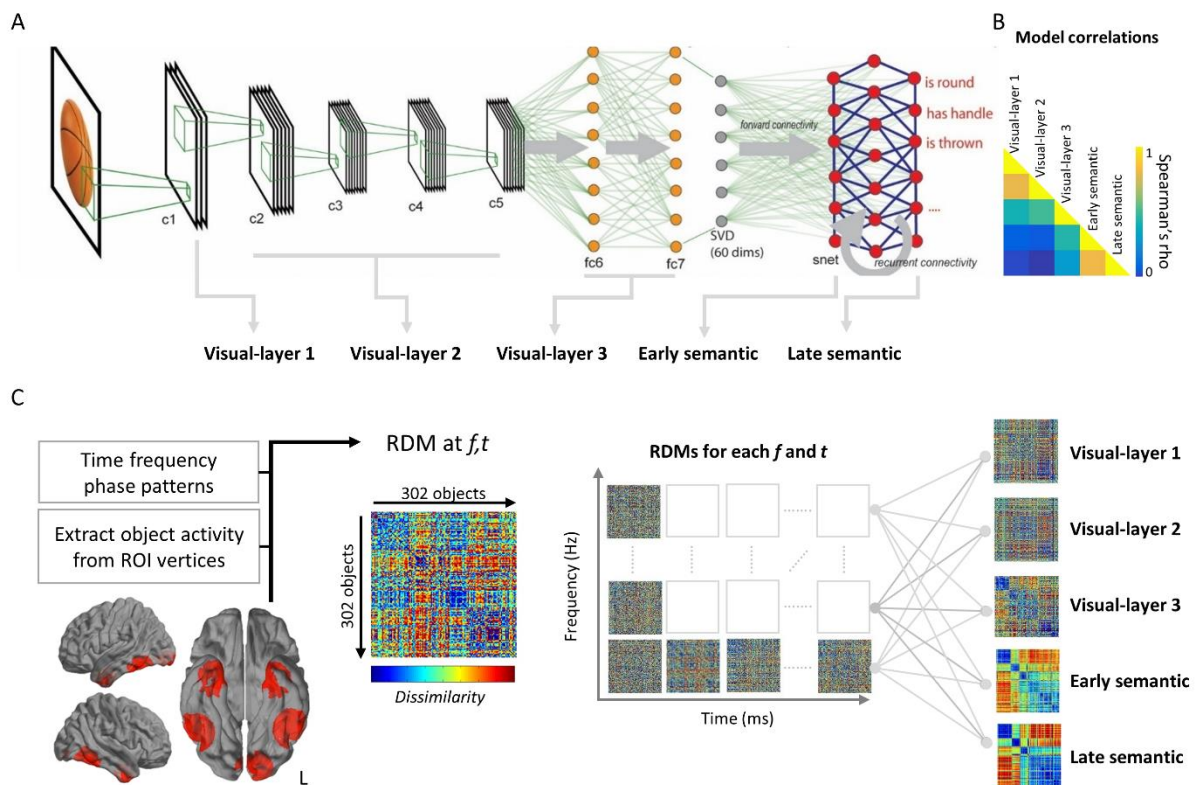 A
c1
c2
c3
c4
c5
fc6
fc7
SVD
(60 dims)
forward connectivity
snet
recurrent connectivity
is round
has handle
is thrown
....
Visual-layer 1
Visual-layer 2
Visual-layer 3
Early semantic
Late semantic
B
Model correlations
Visual-layer 1
Visual-layer 2
Visual-layer 3
Early semantic
Late semantic
1
0
Spearman's rho
C
Time frequency
phase patterns
Extract object activity
from ROI vertices
L
RDM at f,t
302 objects
302 objects
Dissimilarity
RDMs for each f and t
Frequency (Hz)
Time (ms)
Visual-layer 1
Visual-layer 2
Visual-layer 3
Early semantic
Late semantic